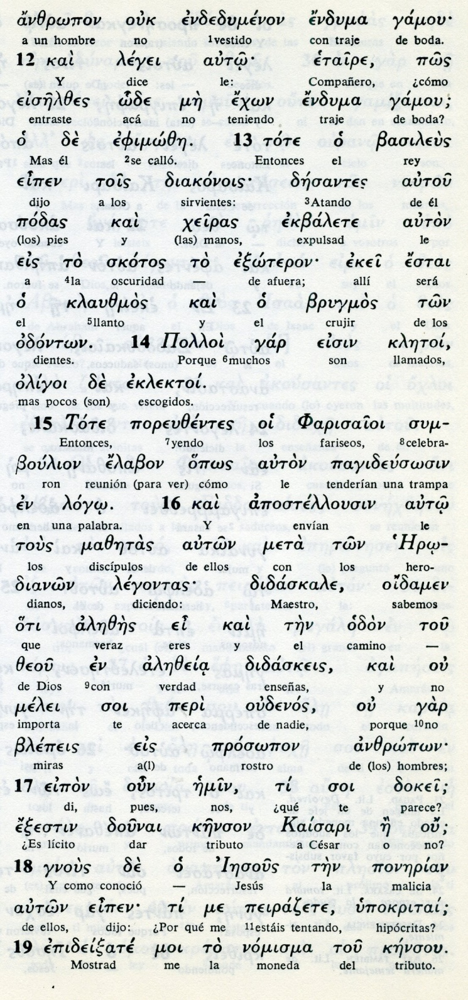 ἄνθρωπον οὐκ ἐνδεδυμένον ἔνδυμα γάμου·
a un hombre no 1vestido con traje de boda.
12 καὶ λέγει αὐτῷ· ἑταῖρε, πῶς
Y dice le: Compañero, ¿cómo
εἰσῆλθες ὧδε μὴ ἔχων ἔνδυμα γάμου;
entraste acá no teniendo traje de boda?
ὁ δὲ ἐφιμώθη. 13 τότε ὁ βασιλεὺς
Mas él 2se calló. Entonces el rey
εἶπεν τοῖς διακόνοις· δήσαντες αὐτοῦ
dijo a los sirvientes: 3Atando de él
πόδας καὶ χεῖρας ἐκβάλετε αὐτὸν
(los) pies y (las) manos, expulsad le
εἰς τὸ σκότος τὸ ἐξώτερον· ἐκεῖ ἔσται
a 4la oscuridad — de afuera; allí será
ὁ κλαυθμὸς καὶ ὁ βρυγμὸς τῶν
el 5llanto y el crujir de los
ὀδόντων. 14 Πολλοὶ γάρ εἰσιν κλητοί,
dientes. Porque 6muchos son llamados,
ὀλίγοι δὲ ἐκλεκτοί.
mas pocos (son) escogidos.
15 Τότε πορευθέντες οἱ Φαρισαῖοι συμ-
Entonces, 7yendo los fariseos, 8celebra-
βούλιον ἔλαβον ὅπως αὐτὸν παγιδεύσωσιν
ron reunión (para ver) cómo le tenderían una trampa
ἐν λόγῳ. 16 καὶ ἀποστέλλουσιν αὐτῷ
en una palabra. Y envían le
τοὺς μαθητὰς αὐτῶν μετὰ τῶν Ἡρῳ-
los discípulos de ellos con los hero-
διανῶν λέγοντας· διδάσκαλε, οἴδαμεν
dianos, diciendo: Maestro, sabemos
ὅτι ἀληθὴς εἶ καὶ τὴν ὁδὸν τοῦ
que veraz eres y el camino —
θεοῦ ἐν ἀληθείᾳ διδάσκεις, καὶ οὐ
de Dios 9con verdad enseñas, y no
μέλει σοι περὶ οὐδενός, οὐ γὰρ
importa te acerca de nadie, porque 10no
βλέπεις εἰς πρόσωπον ἀνθρώπων·
miras a(l) rostro de (los) hombres;
17 εἰπὸν οὖν ἡμῖν, τί σοι δοκεῖ;
di, pues, nos, ¿qué te parece?
ἔξεστιν δοῦναι κῆνσον Καίσαρι ἢ οὔ;
¿Es lícito dar tributo a César o no?
18 γνοὺς δὲ ὁ Ἰησοῦς τὴν πονηρίαν
Y como conoció — Jesús la malicia
αὐτῶν εἶπεν· τί με πειράζετε, ὑποκριταί;
de ellos, dijo: ¿Por qué me 11estáis tentando, hipócritas?
19 ἐπιδείξατέ μοι τὸ νόμισμα τοῦ κήνσου.
Mostrad me la moneda del tributo.